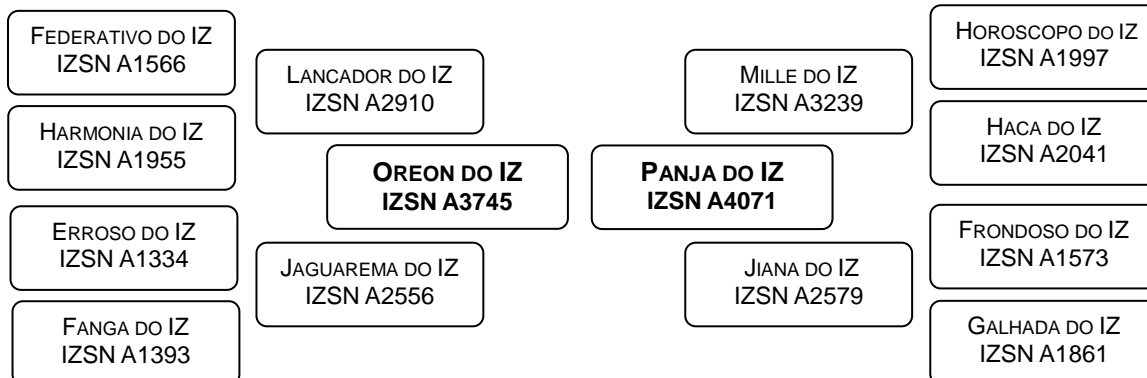 FEDERATIVO DO IZ
IZSN A1566
HARMONIA DO IZ
IZSN A1955
ERROSO DO IZ
IZSN A1334
FANGA DO IZ
IZSN A1393
LANCADOR DO IZ
IZSN A2910
JAGUAREMA DO IZ
IZSN A2556
OREON DO IZ
IZSN A3745
PANJA DO IZ
IZSN A4071
MILLE DO IZ
IZSN A3239
JIANA DO IZ
IZSN A2579
HOROSCOPO DO IZ
IZSN A1997
HACA DO IZ
IZSN A2041
FRONDOSO DO IZ
IZSN A1573
GALHADA DO IZ
IZSN A1861